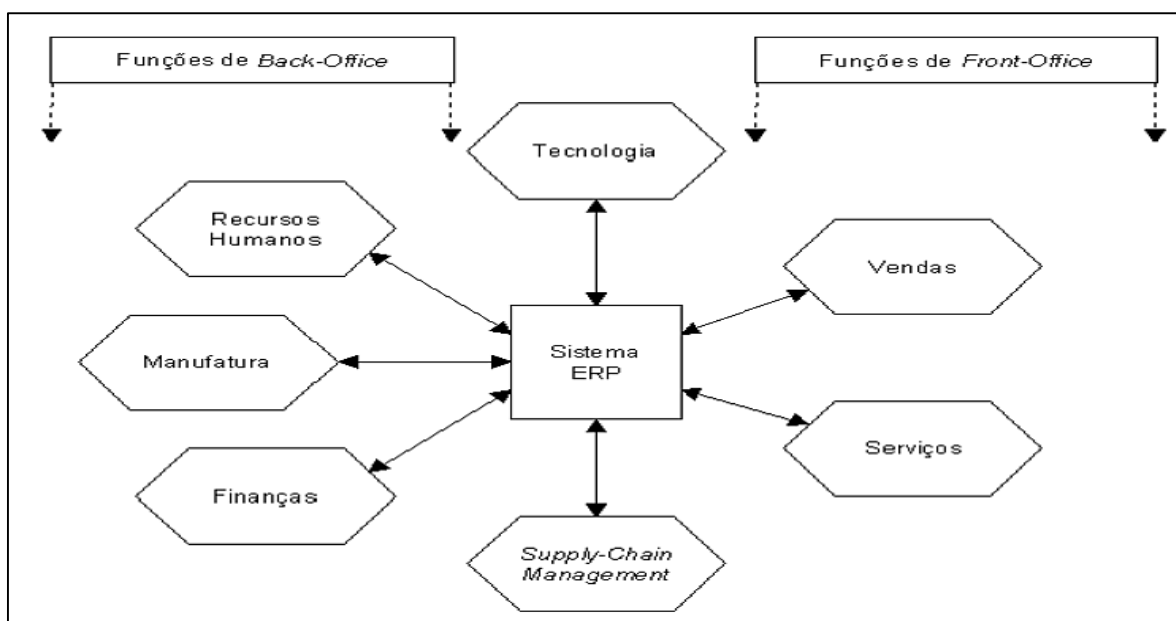 Funções de Back-Office
Funções de Front-Office
Tecnologia
Recursos
Humanos
Vendas
Manufatura
Sistema
ERP
Serviços
Finanças
Supply-Chain
Management